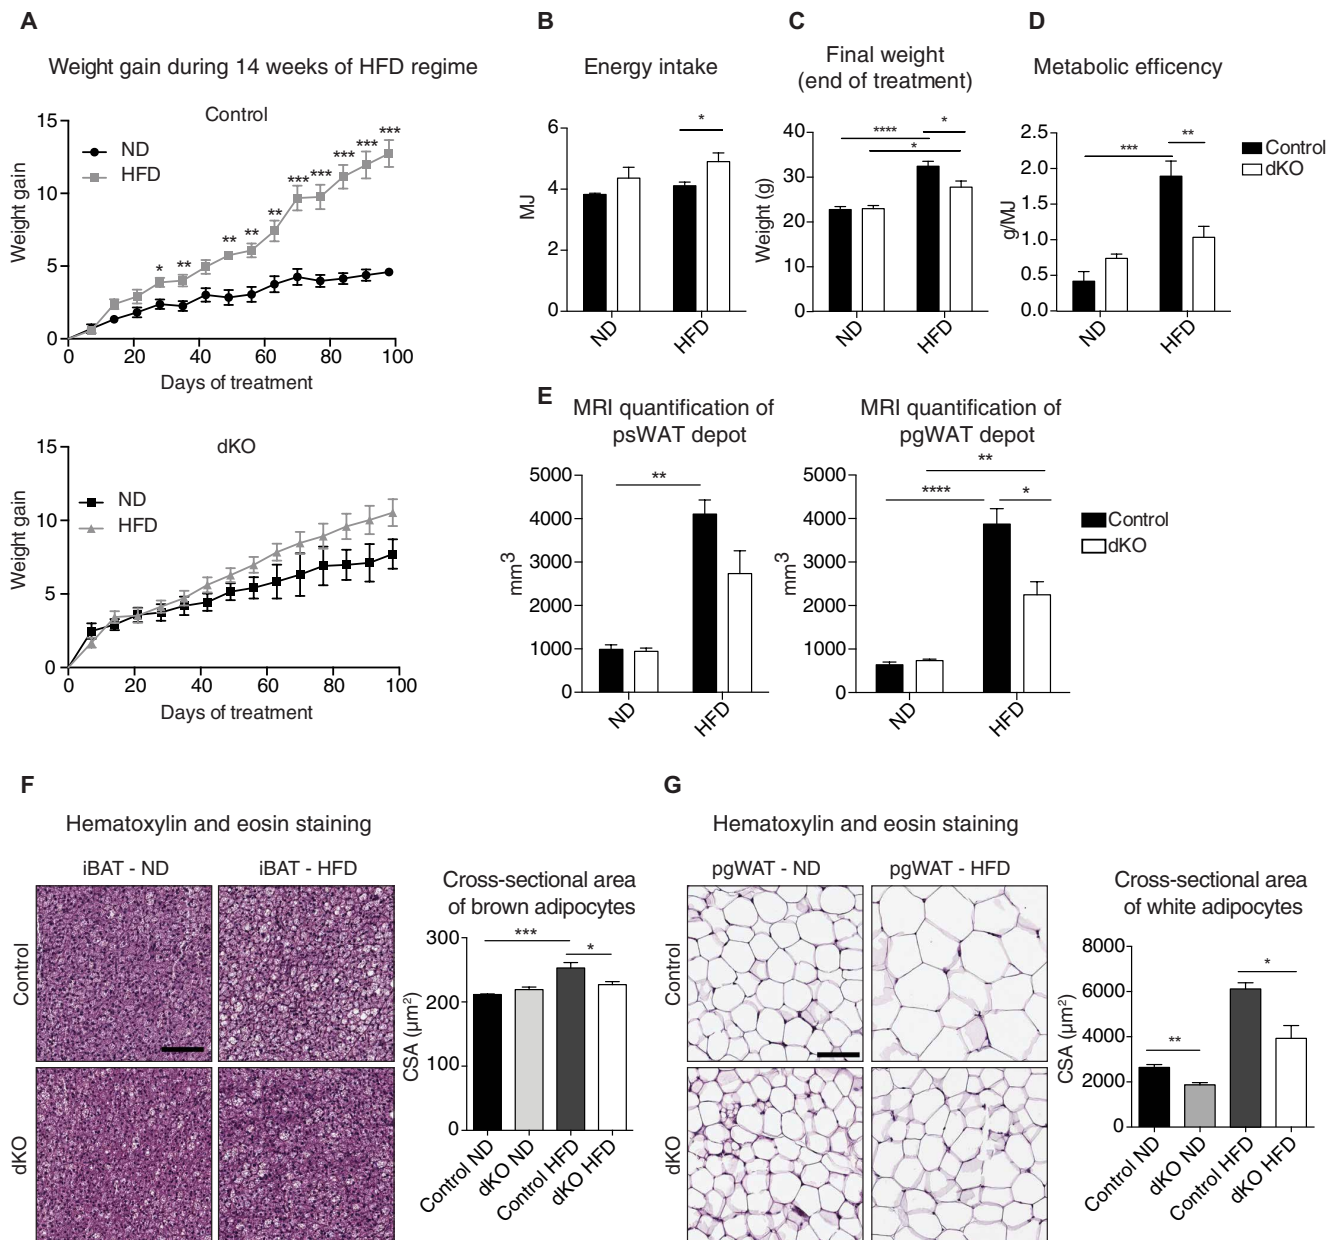 A
Weight gain during 14 weeks of HFD regime
Control
ND
HFD
Weight gain
15
10
5
0
* ** ** ** ** *** *** *** *** ***
0 20 40 60 80 100
Days of treatment
dKO
ND
HFD
Weight gain
15
10
5
0
0 20 40 60 80 100
Days of treatment
B
Energy intake
*
MJ
6
4
2
0
ND HFD
C
Final weight
(end of treatment)
**** *
*
Weight (g)
40
30
20
10
0
ND HFD
D
Metabolic efficency
*** **
g/MJ
2.5
2.0
1.5
1.0
0.5
0.0
ND HFD
Control
dKO
E
MRI quantification of
psWAT depot
**
mm3
5000
4000
3000
2000
1000
0
ND HFD
MRI quantification of
pgWAT depot
**
**** *
mm3
5000
4000
3000
2000
1000
0
ND HFD
Control
dKO
F
Hematoxylin and eosin staining
iBAT - ND iBAT - HFD
Control
dKO
Cross-sectional area
of brown adipocytes
*** *
CSA (µm²)
300
200
100
0
Control ND
dKO ND
Control HFD
dKO HFD
G
Hematoxylin and eosin staining
pgWAT - ND pgWAT - HFD
Control
dKO
Cross-sectional area
of white adipocytes
** *
CSA (µm²)
8000
6000
4000
2000
0
Control ND
dKO ND
Control HFD
dKO HFD